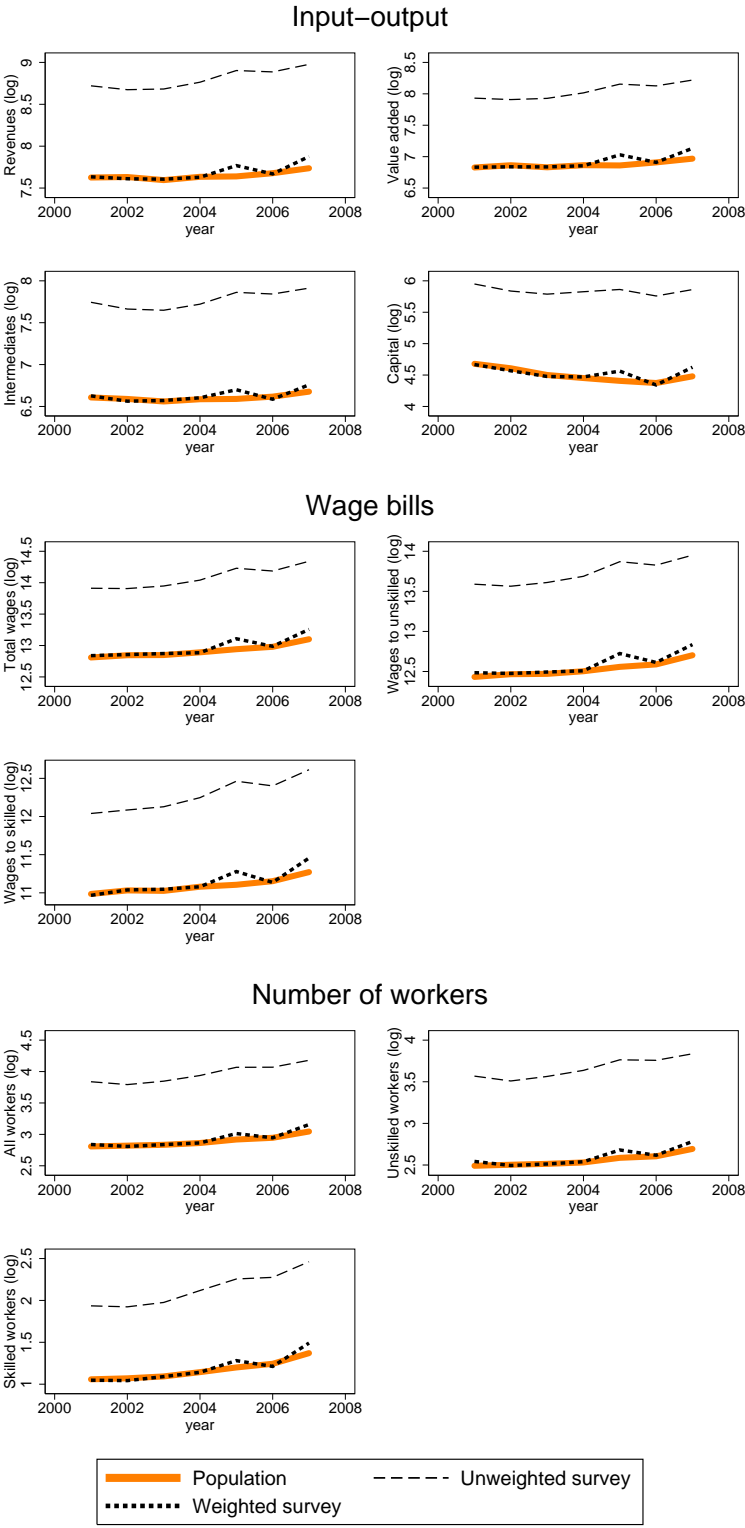 Input−output
Revenues (log)
9
8.5
8
7.5
2000 2002 2004 2006 2008
year
Value added (log)
8.5
8
7.5
7
6.5
2000 2002 2004 2006 2008
year
Intermediates (log)
8
7.5
7
6.5
2000 2002 2004 2006 2008
year
Capital (log)
6
5.5
5
4.5
4
2000 2002 2004 2006 2008
year
Wage bills
Total wages (log)
14.5
14
13.5
13
12.5
2000 2002 2004 2006 2008
year
Wages to unskilled (log)
14
13.5
13
12.5
2000 2002 2004 2006 2008
year
Wages to skilled (log)
12.5
12
11.5
11
2000 2002 2004 2006 2008
year
Number of workers
All workers (log)
4.5
4
3.5
3
2.5
2000 2002 2004 2006 2008
year
Unskilled workers (log)
4
3.5
3
2.5
2000 2002 2004 2006 2008
year
Skilled workers (log)
2.5
2
1.5
1
2000 2002 2004 2006 2008
year
Population Unweighted survey
Weighted survey